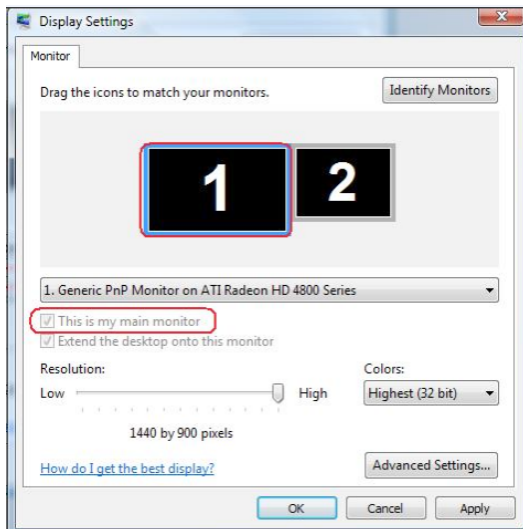 Display Settings
Monitor
Drag the icons to match your monitors.
Identify Monitors
1
2
1. Generic PnP Monitor on ATI Radeon HD 4800 Series
This is my main monitor
Extend the desktop onto this monitor
Resolution:
Colors:
Low
High
Highest (32 bit)
1440 by 900 pixels
How do I get the best display?
Advanced Settings...
OK
Cancel
Apply